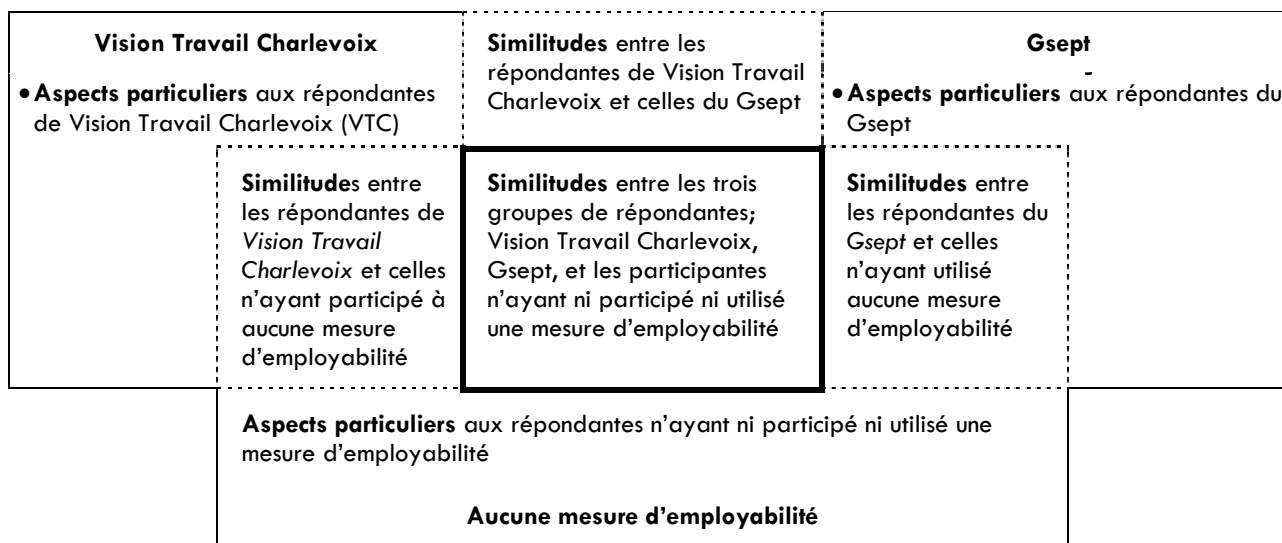 Vision Travail Charlevoix
• Aspects particuliers aux répondantes
de Vision Travail Charlevoix (VTC)
Similitudes entre les
répondantes de Vision Travail
Charlevoix et celles du Gsept
Gsept
• Aspects particuliers aux répondantes du
Gsept
Similitudes entre
les répondantes de
Vision Travail
Charlevoix et celles
n’ayant participé à
aucune mesure
d’employabilité
Similitudes entre les trois
groupes de répondantes;
Vision Travail Charlevoix,
Gsept, et les participantes
n’ayant ni participé ni utilisé
une mesure d’employabilité
Similitudes entre
les répondantes du
Gsept et celles
n’ayant utilisé
aucune mesure
d’employabilité
Aspects particuliers aux répondantes n’ayant ni participé ni utilisé une
mesure d’employabilité
Aucune mesure d’employabilité